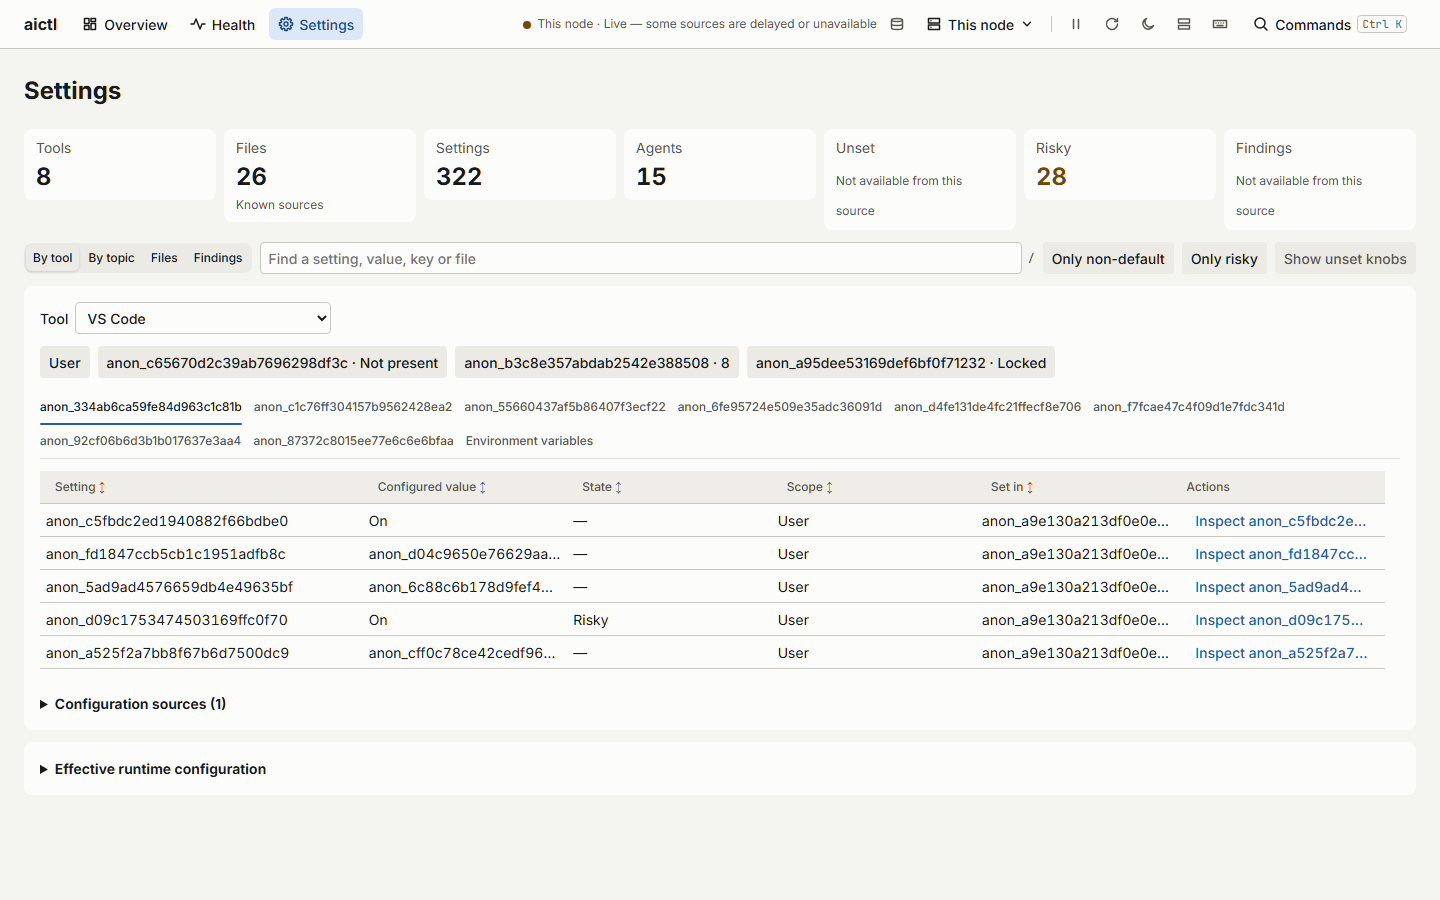 aictl Overview Health Settings This node · Live — some sources are delayed or unavailable This node Commands Ctrl K
Settings
Tools
8
Files
26
Known sources
Settings
322
Agents
15
Unset
Not available from this
source
Risky
28
Findings
Not available from this
source
By tool By topic Files Findings Find a setting, value, key or file / Only non-default Only risky Show unset knobs
Tool VS Code
User anon_c65670d2c39ab7696298df3c · Not present anon_b3c8e357abdab2542e388508 · 8 anon_a95dee53169def6bf0f71232 · Locked
anon_334ab6ca59fe84d963c1c81b anon_c1c76ff304157b9562428ea2 anon_55660437af5b86407f3ecf22 anon_6fe95724e509e35adc36091d anon_d4fe131de4fc21ffecf8e706 anon_f7fcae47c4f09d1e7fdc341d
anon_92cf06b6d3b1b017637e3aa4 anon_87372c8015ee77e6c6e6bfaa Environment variables
Setting Configured value State Scope Set in Actions
anon_c5fbdc2ed1940882f66bdbe0 On — User anon_a9e130a213df0e0e... Inspect anon_c5fbdc2e...
anon_fd1847ccb5cb1c1951adfb8c anon_d04c9650e76629aa... — User anon_a9e130a213df0e0e... Inspect anon_fd1847cc...
anon_5ad9ad4576659db4e49635bf anon_6c88c6b178d9fef4... — User anon_a9e130a213df0e0e... Inspect anon_5ad9ad4...
anon_d09c1753474503169ffc0f70 On Risky User anon_a9e130a213df0e0e... Inspect anon_d09c175...
anon_a525f2a7bb8f67b6d7500dc9 anon_cff0c78ce42cedf96... — User anon_a9e130a213df0e0e... Inspect anon_a525f2a7...
Configuration sources (1)
Effective runtime configuration